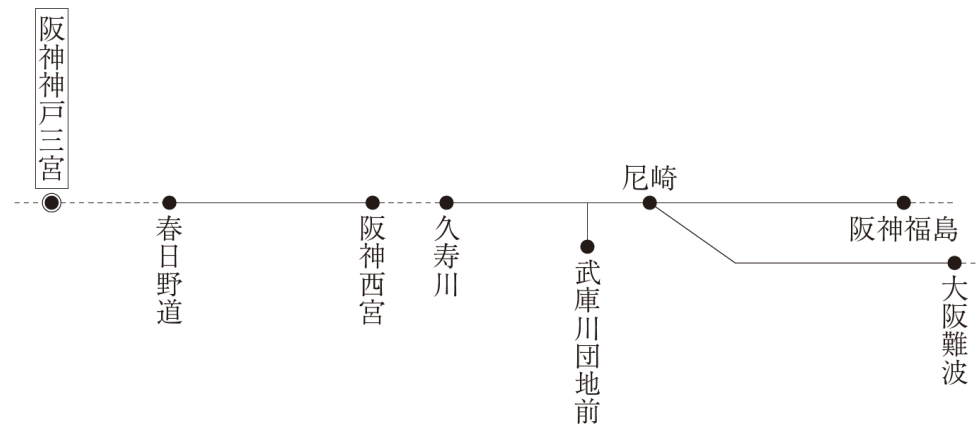 阪神神戸三宮
春日野道
阪神西宮
久寿川
武庫川団地前
尼崎
阪神福島
大阪難波